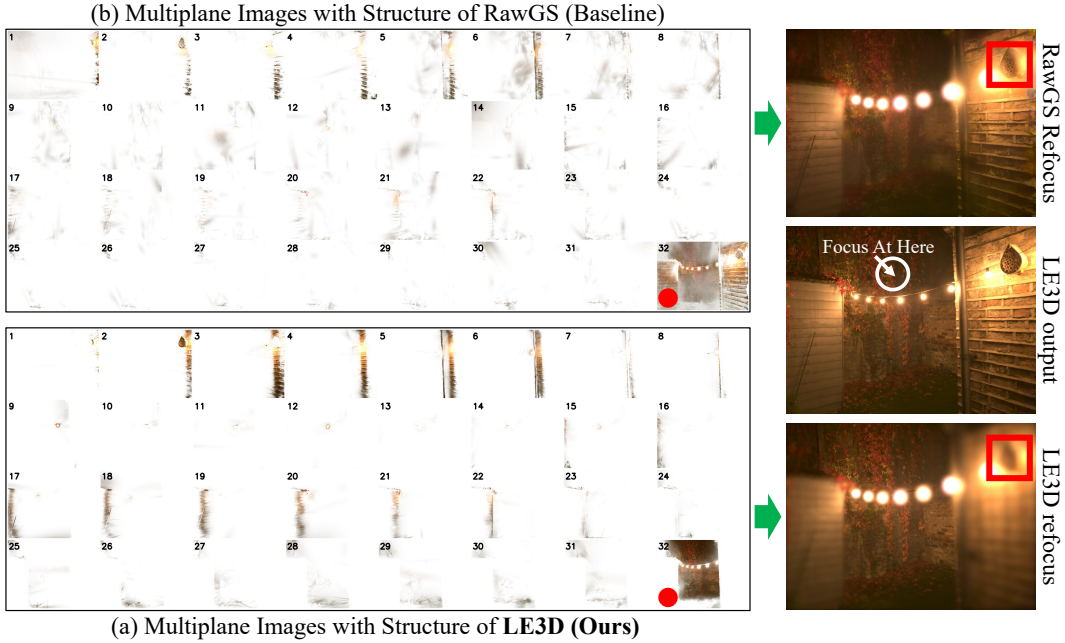 (b) Multiplane Images with Structure of RawGS (Baseline)
1 2 3 4 5 6 7 8
9 10 11 12 13 14 15 16
17 18 19 20 21 22 23 24
25 26 27 28 29 30 31 32
RawGS Refocus
Focus At Here
LE3D output
1 2 3 4 5 6 7 8
9 10 11 12 13 14 15 16
17 18 19 20 21 22 23 24
25 26 27 28 29 30 31 32
LE3D refocus
(a) Multiplane Images with Structure of LE3D (Ours)